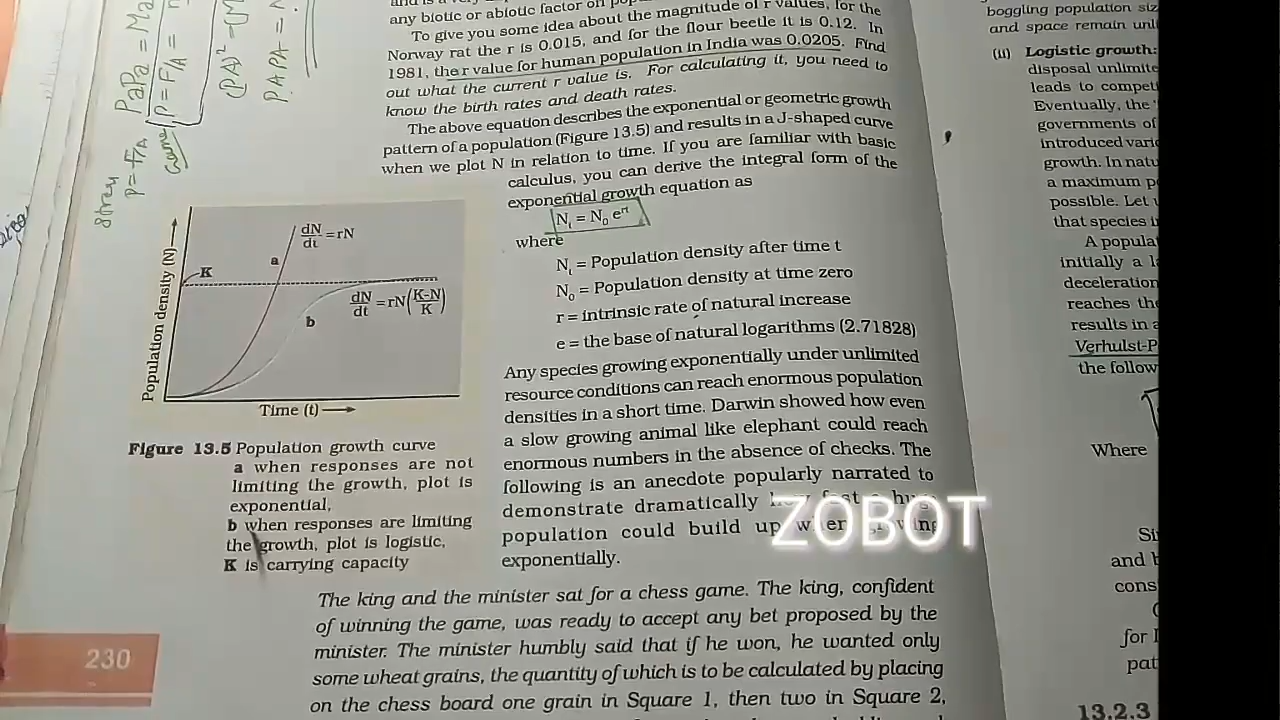 any biotic or abiotic factor on
To give you some idea about the magnitude of r values, for the
Norway rat the r is 0.015, and for the flour beetle it is 0.12. In
1981, the r value for human population in India was 0.0205. Find
out what the current r value is. For calculating it, you need to
know the birth rates and death rates.
The above equation describes the exponential or geometric growth
pattern of a population (Figure 13.5) and results in a J-shaped curve
when we plot N in relation to time. If you are familiar with basic
calculus, you can derive the integral form of the
exponential growth equation as
Nt = N0 e^rt
where
Nt = Population density after time t
N0 = Population density at time zero
r = intrinsic rate of natural increase
e = the base of natural logarithms (2.71828)
Any species growing exponentially under unlimited
resource conditions can reach enormous population
densities in a short time. Darwin showed how even
a slow growing animal like elephant could reach
enormous numbers in the absence of checks. The
following is an anecdote popularly narrated to
demonstrate dramatically
population could build up when growing
exponentially.
Population density (N)
K
a
dN/dt = rN
b
dN/dt = rN(K-N/K)
Time (t)
Figure 13.5 Population growth curve
a when responses are not
limiting the growth, plot is
exponential,
b when responses are limiting
the growth, plot is logistic,
K is carrying capacity
The king and the minister sat for a chess game. The king, confident
of winning the game, was ready to accept any bet proposed by the
minister. The minister humbly said that if he won, he wanted only
some wheat grains, the quantity of which is to be calculated by placing
on the chess board one grain in Square 1, then two in Square 2,
230
ZOBOT
boggling population siz
and space remain unli
(ii) Logistic growth:
disposal unlimite
leads to compet
Eventually, the
governments of
introduced vari
growth. In natu
a maximum p
possible. Let
that species i
A popula
initially a l
deceleration
reaches the
results in a
Verhulst-P
the follow
Where
Si
and
cons
for
pat
13.2.3